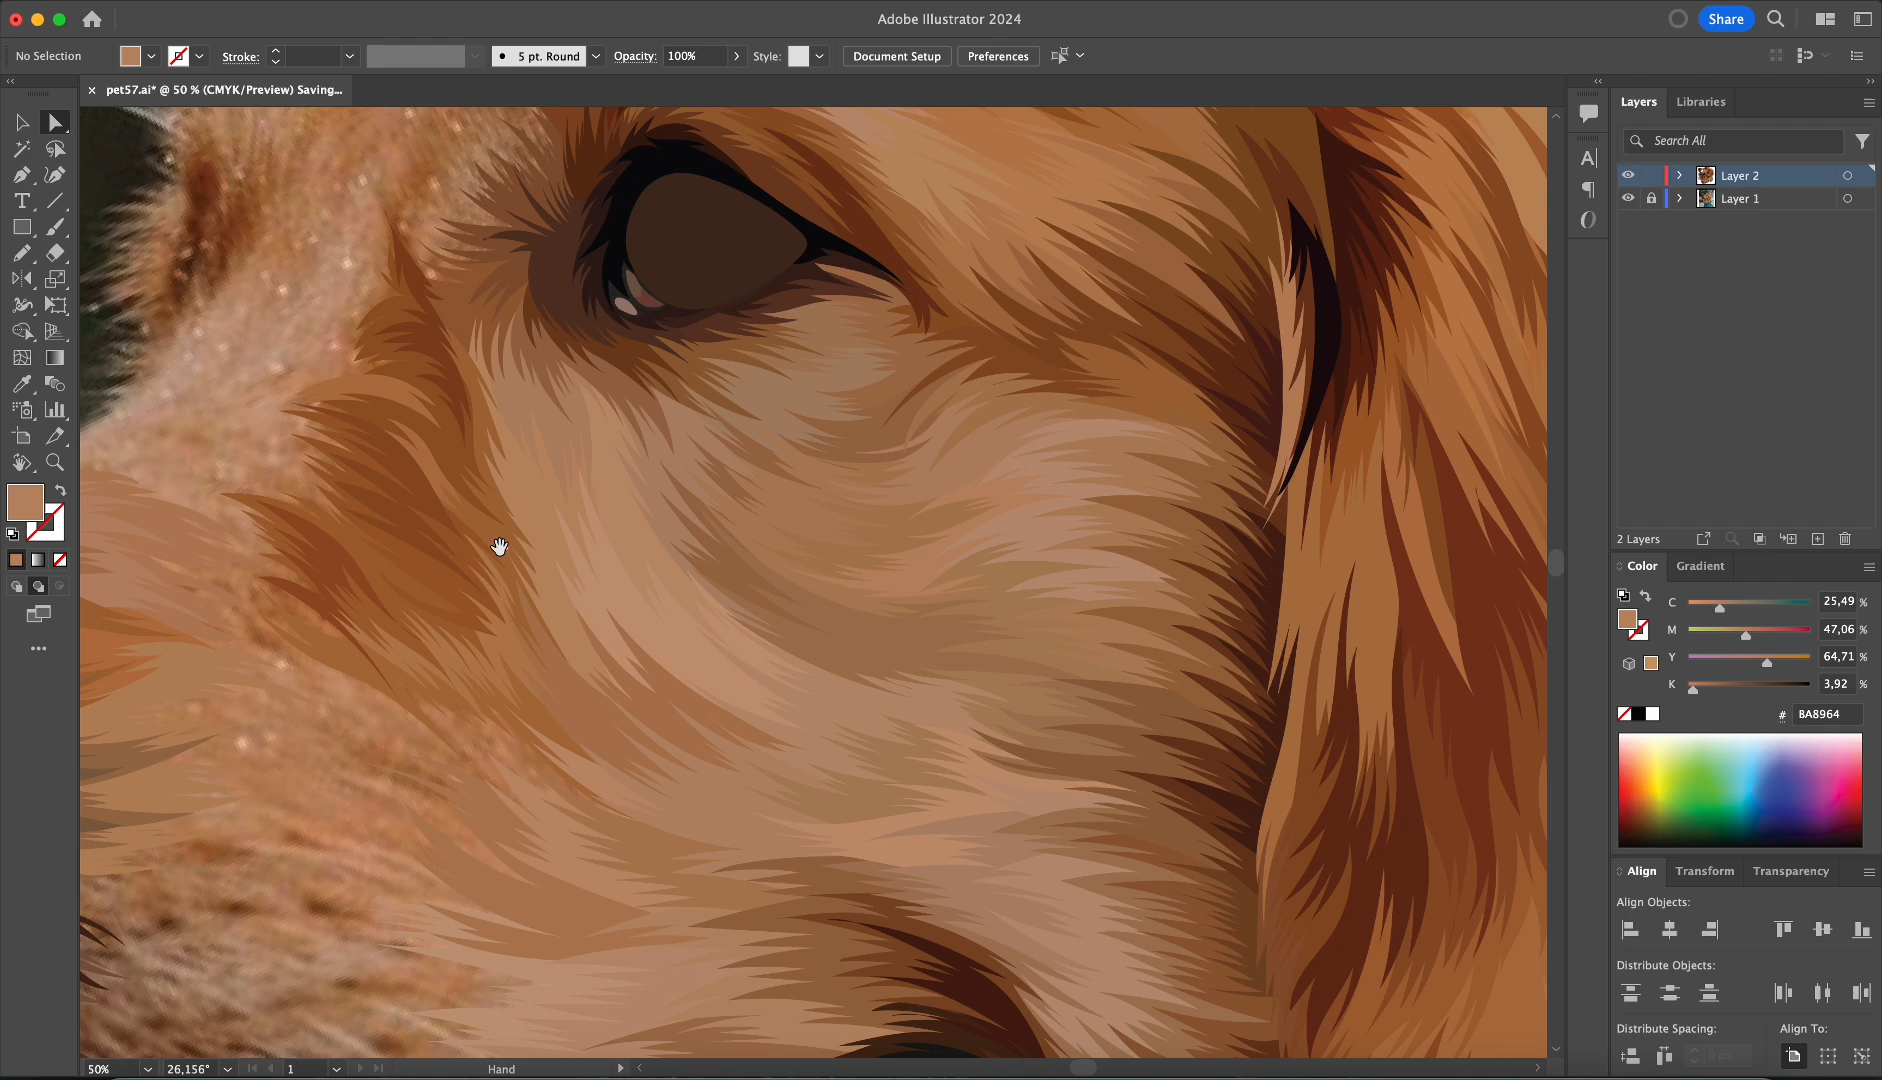 Adobe Illustrator 2024
Share
No Selection
Stroke:
5 pt. Round
Opacity:
100%
Style:
Document Setup
Preferences
pet57.ai* @ 50 % (CMYK/Preview) Saving...
Layers
Libraries
Search All
Layer 2
Layer 1
2 Layers
Color
Gradient
C
25,49
%
M
47,06
%
Y
64,71
%
K
3,92
%
#
BA8964
Align
Transform
Transparency
Align Objects:
Distribute Objects:
Distribute Spacing:
Align To:
0 px
50%
26,156°
1
Hand